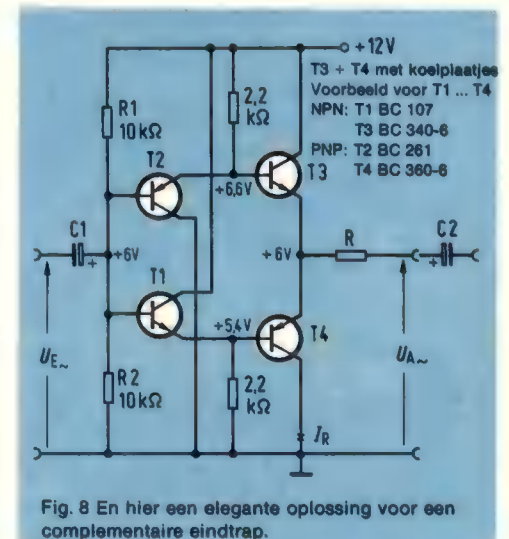 +12V
T3 + T4 met koelplaatjes
Voorbeeld voor T1 ... T4
NPN: T1 BC 107
T3 BC 340-6
PNP: T2 BC 261
T4 BC 360-6
R1
10kΩ
2,2
kΩ
T2
+6,6V
T3
C1
+
+6V
+6V
R
C2
+
T1
+5,4V
T4
UE~
R2
10kΩ
2,2
kΩ
IR
UA~
Fig. 8 En hier een elegante oplossing voor een
complementaire eindtrap.